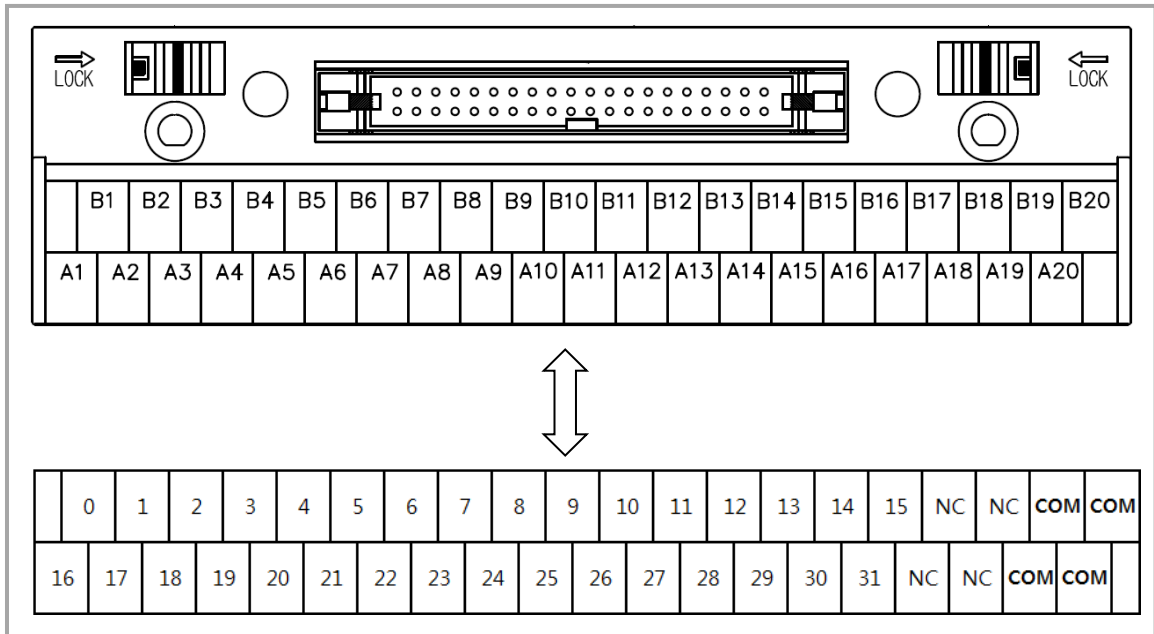 LOCK LOCK
B1 B2 B3 B4 B5 B6 B7 B8 B9 B10 B11 B12 B13 B14 B15 B16 B17 B18 B19 B20
A1 A2 A3 A4 A5 A6 A7 A8 A9 A10 A11 A12 A13 A14 A15 A16 A17 A18 A19 A20
0 1 2 3 4 5 6 7 8 9 10 11 12 13 14 15 NC NC COM COM
16 17 18 19 20 21 22 23 24 25 26 27 28 29 30 31 NC NC COM COM